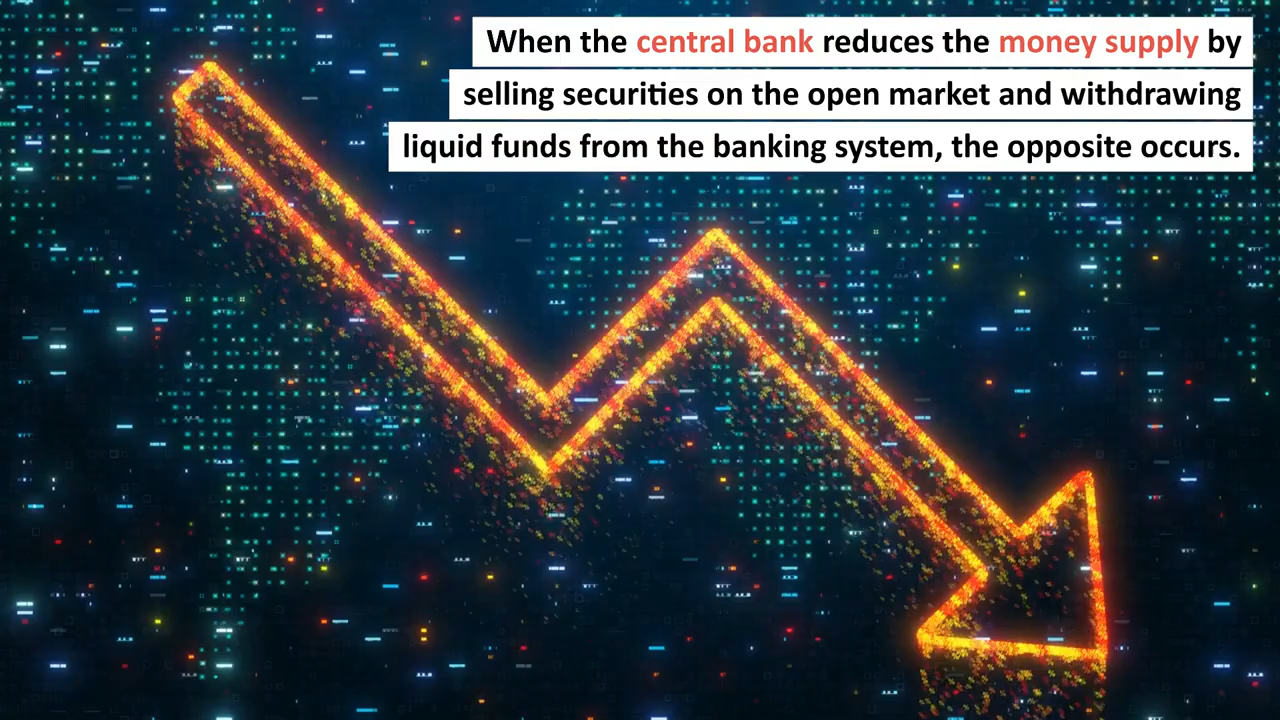 When the central bank reduces the money supply by
selling securities on the open market and withdrawing
liquid funds from the banking system, the opposite occurs.